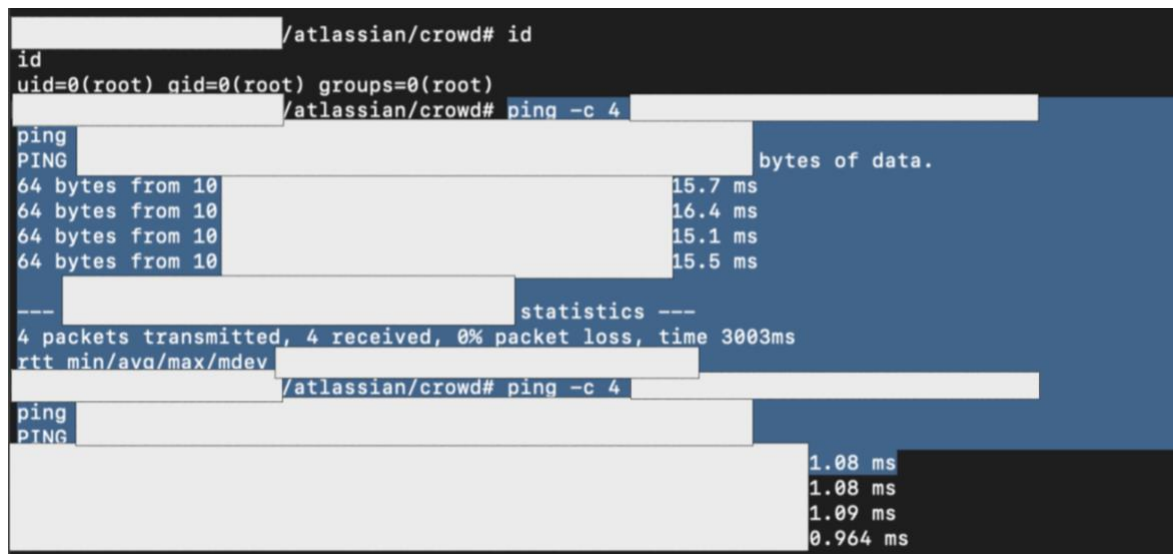 /atlassian/crowd# id
id
uid=0(root) gid=0(root) groups=0(root)
/atlassian/crowd# ping -c 4
ping
PING bytes of data.
64 bytes from 10 15.7 ms
64 bytes from 10 16.4 ms
64 bytes from 10 15.1 ms
64 bytes from 10 15.5 ms
--- statistics ---
4 packets transmitted, 4 received, 0% packet loss, time 3003ms
rtt min/avg/max/mdev
/atlassian/crowd# ping -c 4
ping
PING
1.08 ms
1.08 ms
1.09 ms
0.964 ms